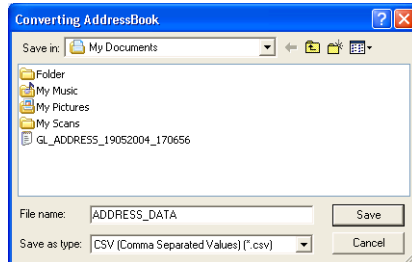 Converting AddressBook
Save in: My Documents
Folder
My Music
My Pictures
My Scans
GL_ADDRESS_19052004_170656
File name: ADDRESS_DATA Save
Save as type: CSV (Comma Separated Values) (*.csv) Cancel